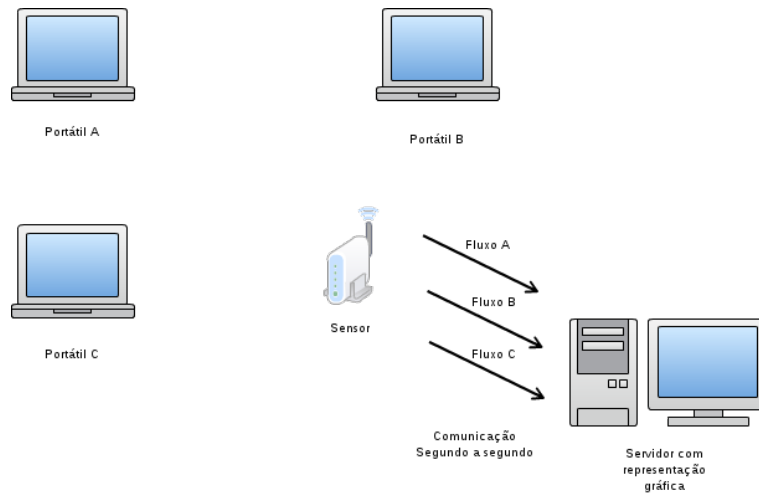 Portátil A
Portátil B
Portátil C
Sensor
Fluxo A
Fluxo B
Fluxo C
Comunicação
Segundo a segundo
Servidor com
representação
gráfica